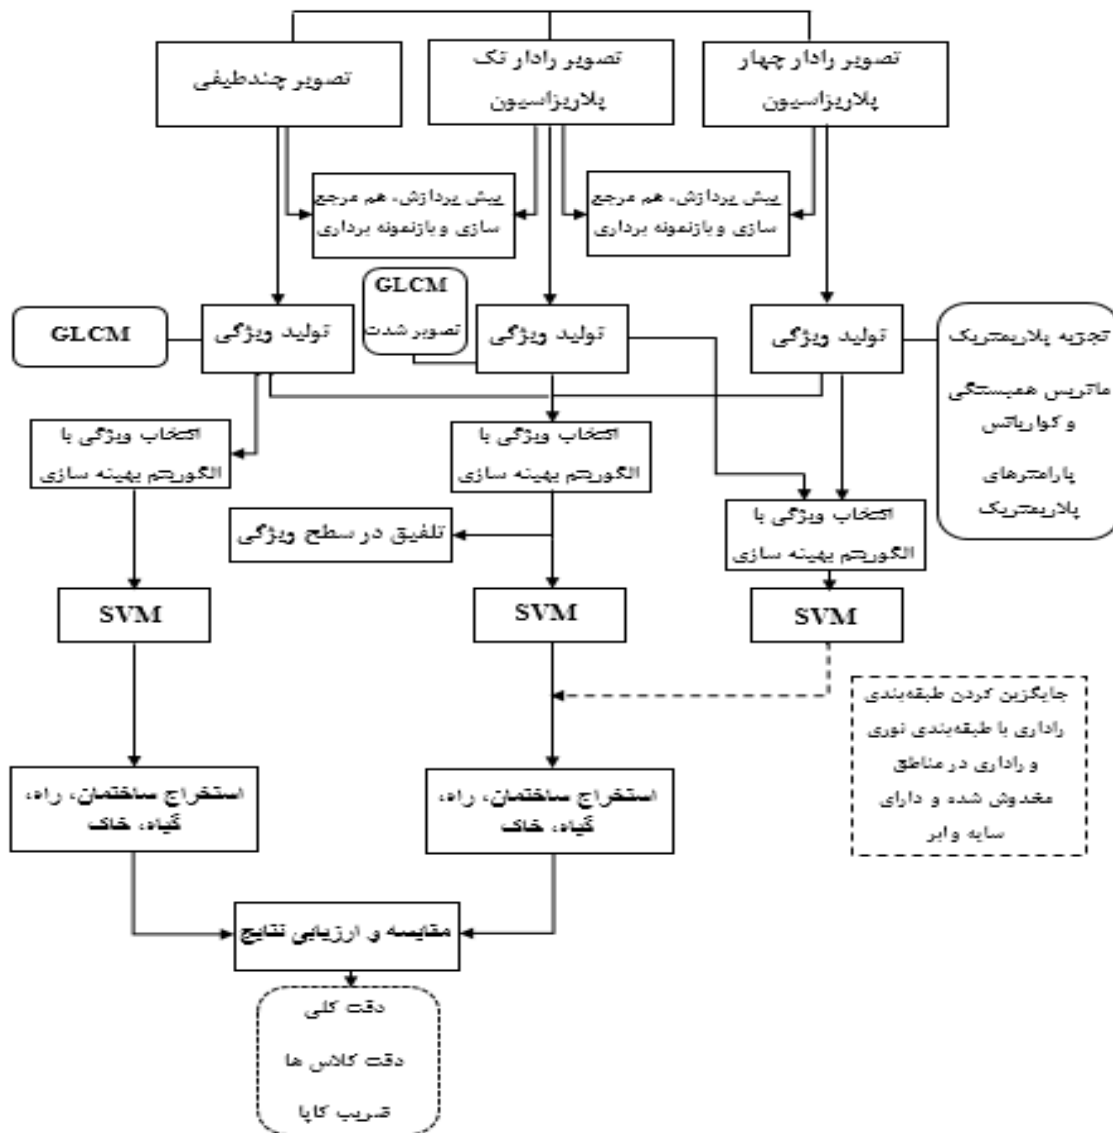 تصویر رادار چهار
پلاریزاسیون
تصویر رادار تک
پلاریزاسیون
تصویر چندطیفی
پیش پردازش، هم مرجع
سازی و بازنمونه برداری
پیش پردازش، هم مرجع
سازی و بازنمونه برداری
تجزیه پلاریمتریک
ماتریس همبستگی
و کواریانس
پارامترهای
پلاریمتریک
تولید ویژگی
تولید ویژگی
GLCM
تصویر شدت
تولید ویژگی
GLCM
انتخاب ویژگی با
الگوریتم بهینه سازی
انتخاب ویژگی با
الگوریتم بهینه سازی
انتخاب ویژگی با
الگوریتم بهینه سازی
تلفیق در سطح ویژگی
SVM
SVM
SVM
جایگزین کردن طبقه‌بندی
راداری با طبقه‌بندی نوری
و راداری در مناطق
مخدوش شده و دارای
سایه و ابر
استخراج ساختمان، راه،
گیاه، خاک
استخراج ساختمان، راه،
گیاه، خاک
مقایسه و ارزیابی نتایج
دقت کلی
دقت کلاس ها
ضریب کاپا